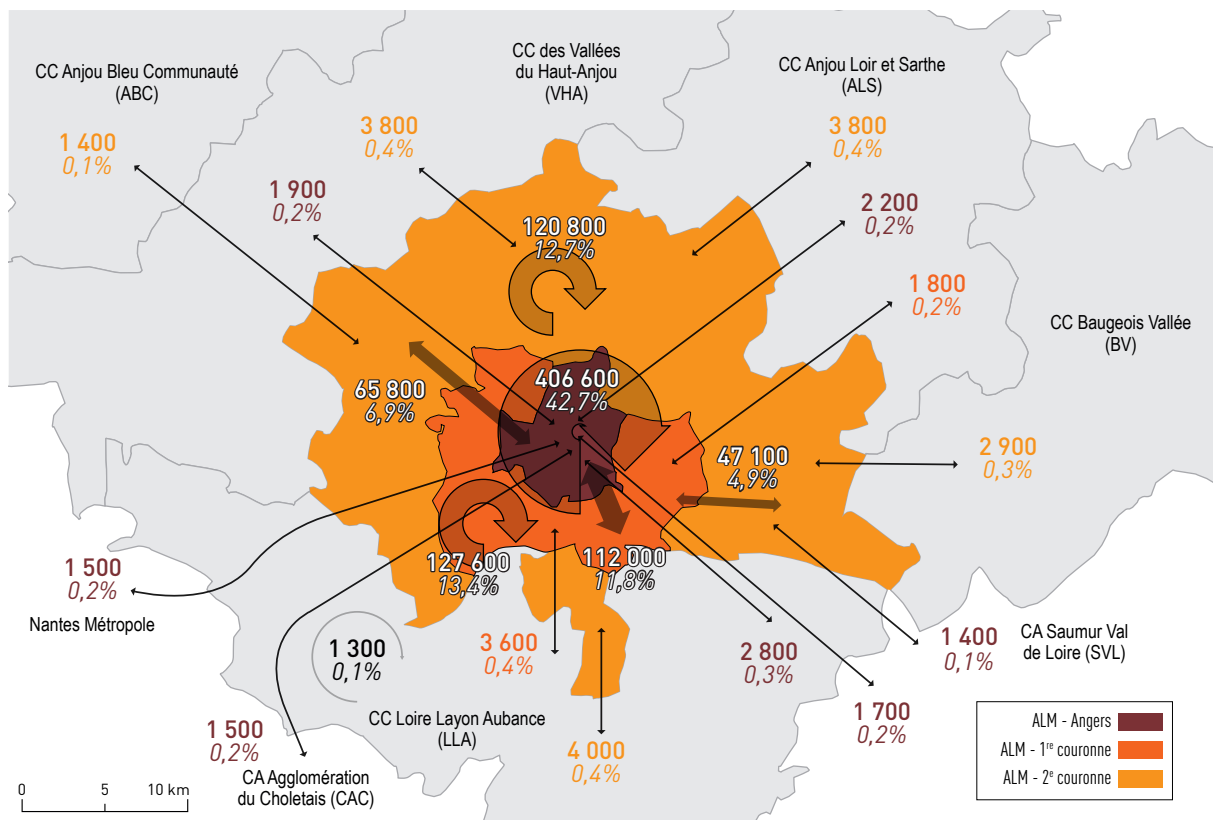 CC Anjou Bleu Communauté
(ABC)
1 400
0,1%
CC des Vallées
du Haut-Anjou
(VHA)
3 800
0,4%
CC Anjou Loir et Sarthe
(ALS)
3 800
0,4%
1 900
0,2%
2 200
0,2%
120 800
12,7%
1 800
0,2%
CC Baugeois Vallée
(BV)
65 800
6,9%
406 600
42,7%
47 100
4,9%
2 900
0,3%
127 600
13,4%
112 000
11,8%
1 500
0,2%
Nantes Métropole
1 300
0,1%
3 600
0,4%
2 800
0,3%
1 400
0,1%
CA Saumur Val
de Loire (SVL)
1 500
0,2%
CC Loire Layon Aubance
(LLA)
4 000
0,4%
1 700
0,2%
CA Agglomération
du Choletais (CAC)
0 5 10 km
ALM - Angers
ALM - 1re couronne
ALM - 2e couronne